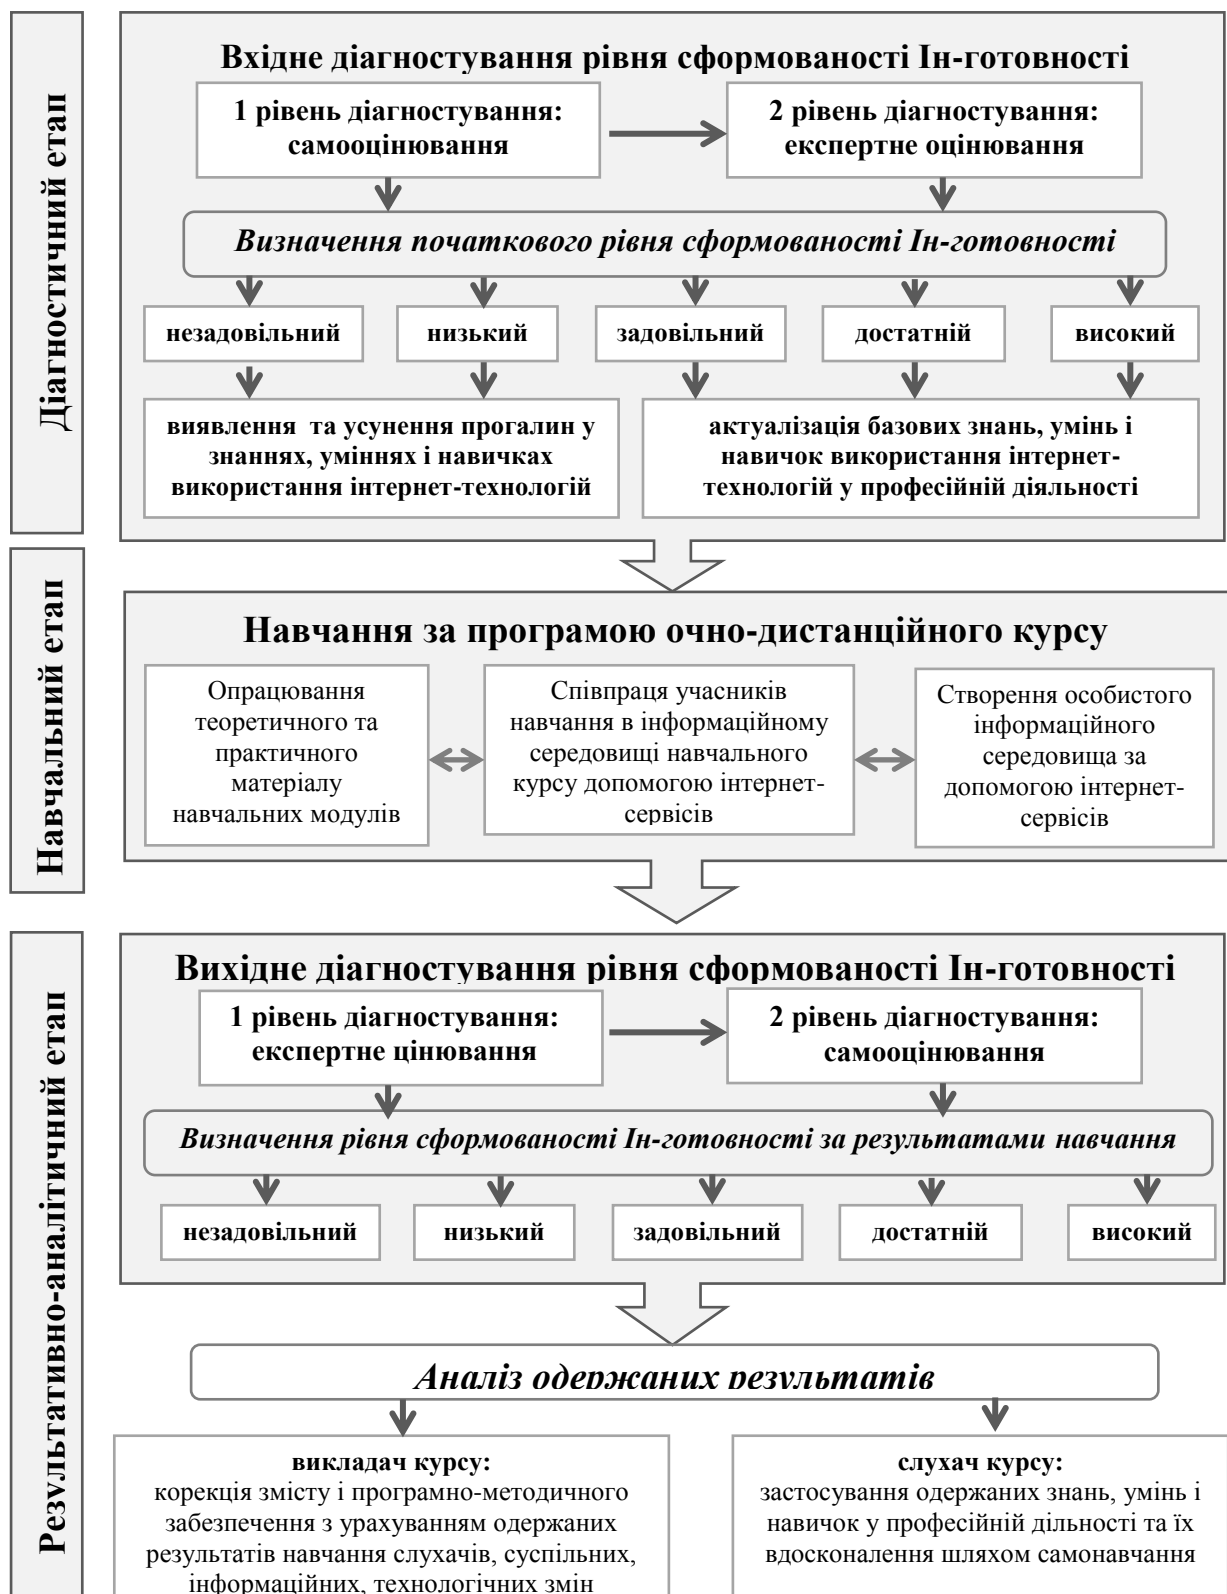 Діагностичний етап
Вхідне діагностування рівня сформованості Ін-готовності
1 рівень діагностування:
самооцінювання
2 рівень діагностування:
експертне оцінювання
Визначення початкового рівня сформованості Ін-готовності
незадовільний
низький
задовільний
достатній
високий
виявлення та усунення прогалин у
знаннях, уміннях і навичках
використання інтернет-технологій
актуалізація базових знань, умінь і
навичок використання інтернет-
технологій у професійній діяльності
Навчальний етап
Навчання за програмою очно-дистанційного курсу
Опрацювання
теоретичного та
практичного
матеріалу
навчальних модулів
Співпраця учасників
навчання в інформаційному
середовищі навчального
курсу допомогою інтернет-
сервісів
Створення особистого
інформаційного
середовища за
допомогою інтернет-
сервісів
Результативно-аналітичний етап
Вихідне діагностування рівня сформованості Ін-готовності
1 рівень діагностування:
експертне цінювання
2 рівень діагностування:
самооцінювання
Визначення рівня сформованості Ін-готовності за результатами навчання
незадовільний
низький
задовільний
достатній
високий
Аналіз одержаних результатів
викладач курсу:
корекція змісту і програмно-методичного
забезпечення з урахуванням одержаних
результатів навчання слухачів, суспільних,
інформаційних, технологічних змін
слухач курсу:
застосування одержаних знань, умінь і
навичок у професійній дільності та їх
вдосконалення шляхом самонавчання